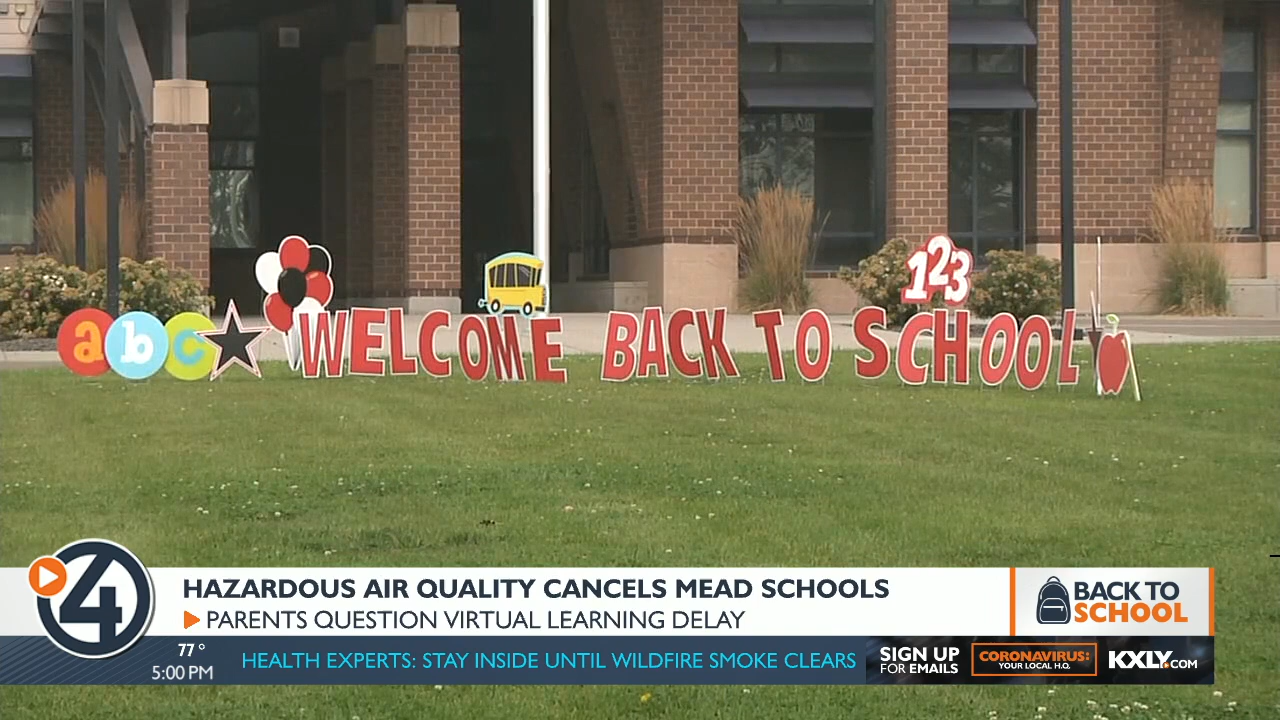 123
abc WELCOME BACK TO SCHOOL
4
HAZARDOUS AIR QUALITY CANCELS MEAD SCHOOLS
PARENTS QUESTION VIRTUAL LEARNING DELAY
BACK TO
SCHOOL
77°
5:00 PM
HEALTH EXPERTS: STAY INSIDE UNTIL WILDFIRE SMOKE CLEARS
SIGN UP
FOR EMAILS
CORONAVIRUS:
YOUR LOCAL H.Q.
KXLY.COM